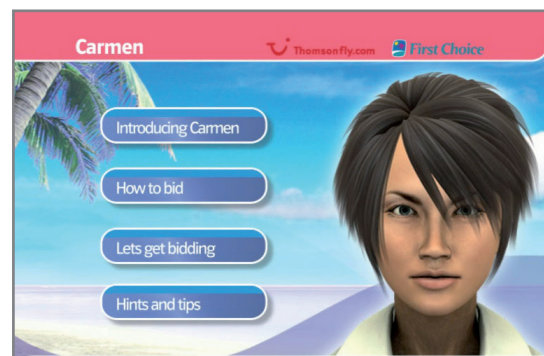 Carmen
Thomsonfly.com First Choice
Introducing Carmen
How to bid
Lets get bidding
Hints and tips